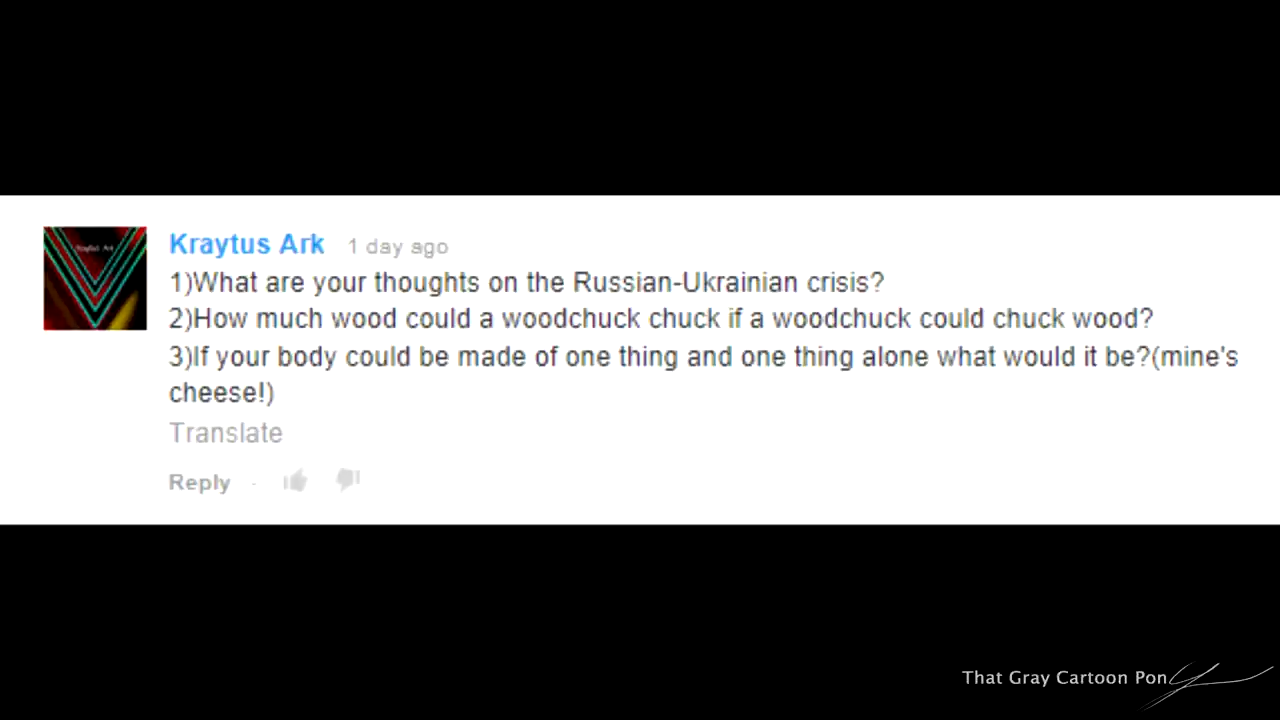 Kraytus Ark 1 day ago
1)What are your thoughts on the Russian-Ukrainian crisis?
2)How much wood could a woodchuck chuck if a woodchuck could chuck wood?
3)If your body could be made of one thing and one thing alone what would it be?(mine's
cheese!)
Translate
Reply
That Gray Cartoon Pony